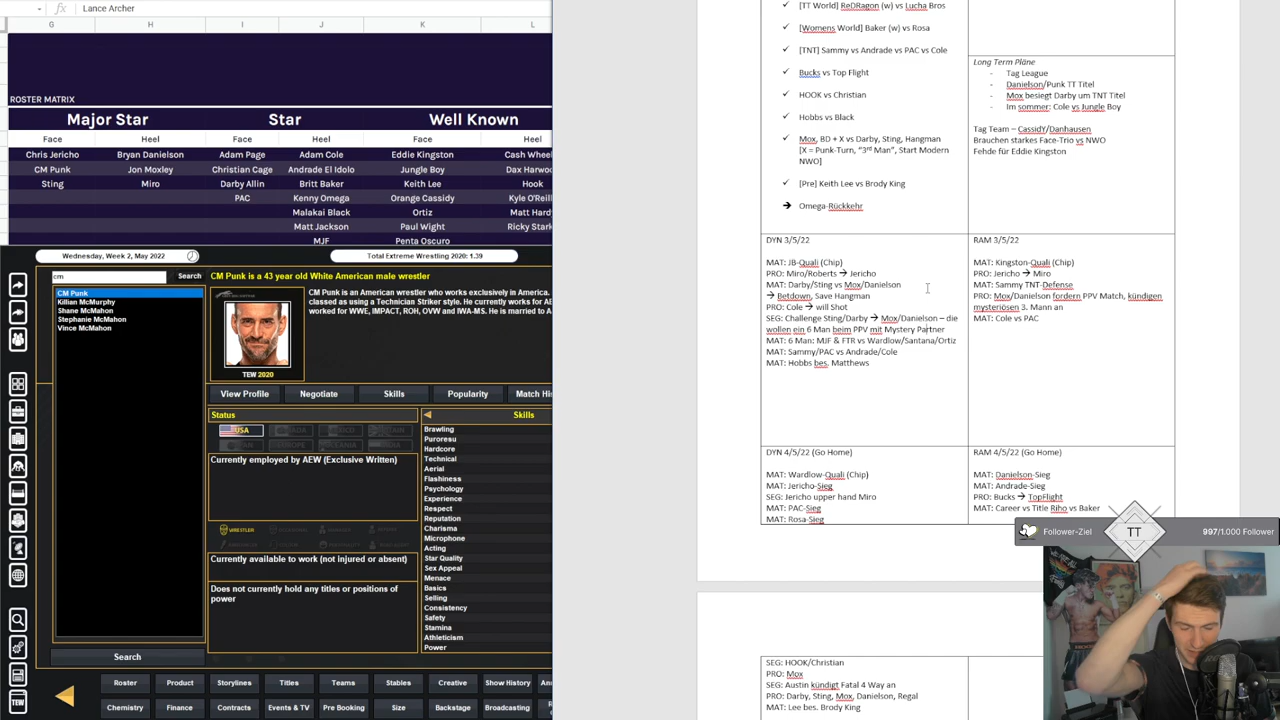 Lance Archer
G H I J K L
ROSTER MATRIX
Major Star Star Well Known
Face Heel Face Heel Face Heel
Chris Jericho Bryan Danielson Adam Page Adam Cole Eddie Kingston Cash Whee
CM Punk Jon Moxley Christian Cage Andrade El Idolo Jungle Boy Dax Harwoo
Sting Miro Darby Allin Britt Baker Keith Lee Hook
PAC Kenny Omega Orange Cassidy Kyle O'Reil
Malakai Black Ortiz Matt Hard
Matt Jackson Paul Wight Ricky Stark
MJF Penta Oscuro
Wednesday, Week 2, May 2022
Total Extreme Wrestling 2020: 1.39
cm
Search
CM Punk is a 43 year old White American male wrestler
CM Punk
Killian McMurphy
Shane McMahon
Stephanie McMahon
Vince McMahon
CM Punk is an American wrestler who works exclusively in America.
classed as using a Technician Striker style. He currently works for AE
worked for WWE, IMPACT, ROH, OVW and IWA-MS. He is married to A
TEW 2020
View Profile Negotiate Skills Popularity Match His
Status
USA
Currently employed by AEW (Exclusive Written)
WRESTLER
Currently available to work (not injured or absent)
Does not currently hold any titles or positions of
power
Skills
Brawling
Puroresu
Hardcore
Technical
Aerial
Flashiness
Psychology
Experience
Respect
Reputation
Charisma
Microphone
Acting
Star Quality
Sex Appeal
Menace
Basics
Selling
Consistency
Safety
Stamina
Athleticism
Power
Search
Roster Product Storylines Titles Teams Stables Creative Show History
Chemistry Finance Contracts Events & TV Pre Booking Size Backstage Broadcasting
TEW
✓ [TT World] ReDRagon (w) vs Lucha Bros
✓ [Womens World] Baker (w) vs Rosa
✓ [TNT] Sammy vs Andrade vs PAC vs Cole
✓ Bucks vs Top Flight
✓ HOOK vs Christian
✓ Hobbs vs Black
✓ Mox, BD + X vs Darby, Sting, Hangman
[X = Punk-Turn, "3rd Man", Start Modern
NWO]
✓ [Pre] Keith Lee vs Brody King
➔ Omega-Rückkehr
Long Term Pläne
- Tag League
- Danielson/Punk TT Titel
- Mox besiegt Darby um TNT Titel
- Im sommer: Cole vs Jungle Boy
Tag Team – CassidY/Danhausen
Brauchen starkes Face-Trio vs NWO
Fehde für Eddie Kingston
DYN 3/5/22
MAT: JB-Quali (Chip)
PRO: Miro/Roberts → Jericho
MAT: Darby/Sting vs Mox/Danielson
→ Betdown, Save Hangman
PRO: Cole → will Shot
SEG: Challenge Sting/Darby → Mox/Danielson – die
wollen ein 6 Man beim PPV mit Mystery Partner
MAT: 6 Man: MJF & FTR vs Wardlow/Santana/Ortiz
MAT: Sammy/PAC vs Andrade/Cole
MAT: Hobbs bes. Matthews
RAM 3/5/22
MAT: Kingston-Quali (Chip)
PRO: Jericho → Miro
MAT: Sammy TNT-Defense
PRO: Mox/Danielson fordern PPV Match, kündigen
mysteriösen 3. Mann an
MAT: Cole vs PAC
DYN 4/5/22 (Go Home)
MAT: Wardlow-Quali (Chip)
MAT: Jericho-Sieg
SEG: Jericho upper hand Miro
MAT: PAC-Sieg
MAT: Rosa-Sieg
RAM 4/5/22 (Go Home)
MAT: Danielson-Sieg
MAT: Andrade-Sieg
PRO: Bucks → TopFlight
MAT: Career vs Title Riho vs Baker
SEG: HOOK/Christian
PRO: Mox
SEG: Austin kündigt Fatal 4 Way an
PRO: Darby, Sting, Mox, Danielson, Regal
MAT: Lee bes. Brody King
Follower-Ziel TT 997/1.000 Follower